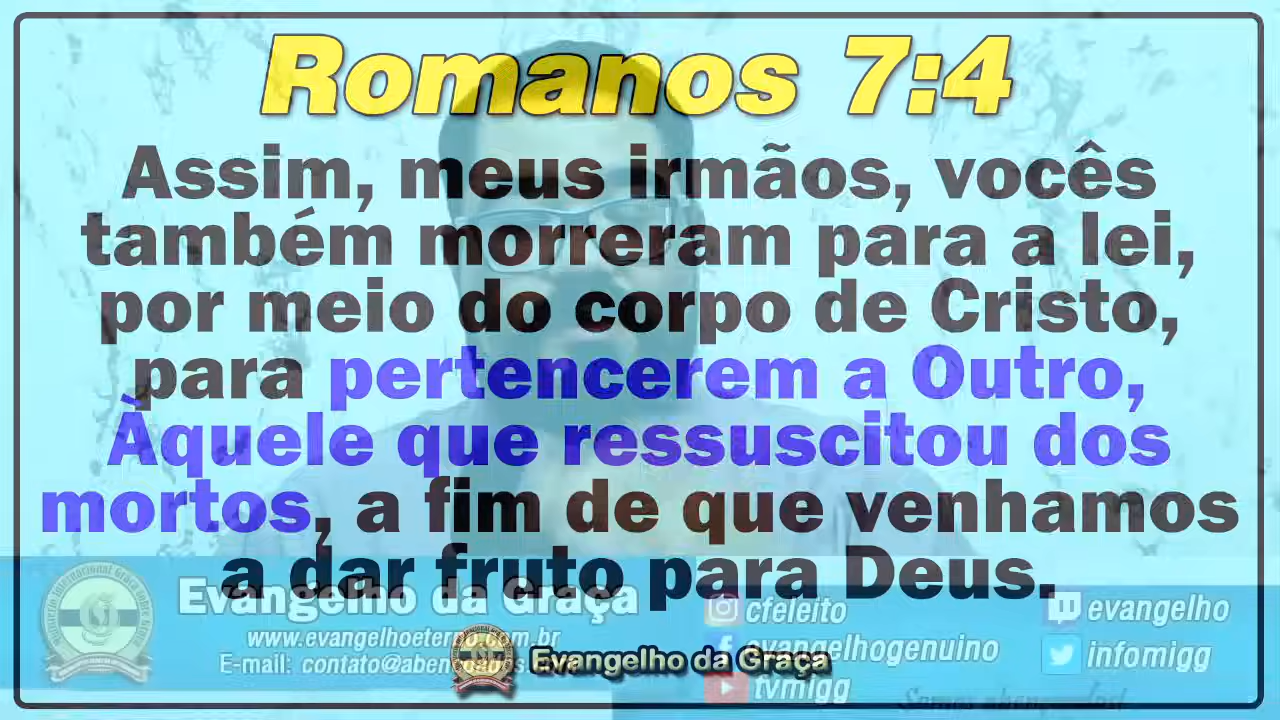 Romanos 7:4
Assim, meus irmãos, vocês
também morreram para a lei,
por meio do corpo de Cristo,
para pertencerem a Outro,
Àquele que ressuscitou dos
mortos, a fim de que venhamos
a dar fruto para Deus.
Evangelho da Graça
www.evangelhoeterno.com.br
E-mail: 
cfeleito
evangelhogenuino
tvmigg
evangelho
infomigg
Evangelho da Graça